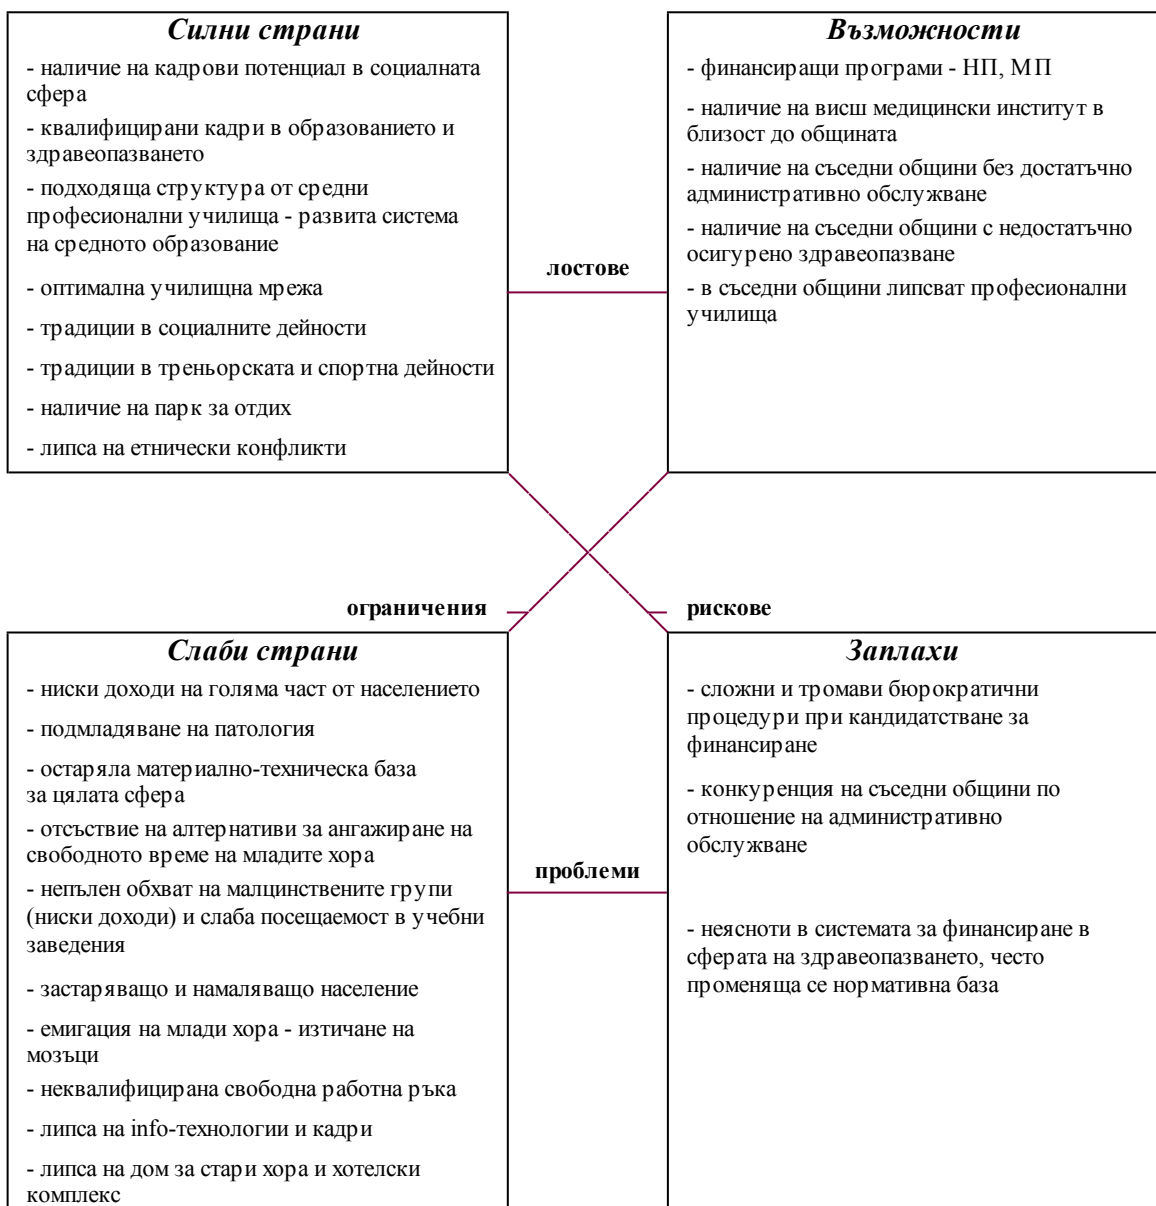 Силни страни
- наличие на кадрови потенциал в социалната
сфера
- квалифицирани кадри в образованието и
здравеопазването
- подходяща структура от средни
професионални училища - развита система
на средното образование
- оптимална училищна мрежа
- традиции в социалните дейности
- традиции в треньорската и спортна дейности
- наличие на парк за отдих
- липса на етнически конфликти
лостове
Възможности
- финансиращи програми - НП, МП
- наличие на висш медицински институт в
близост до общината
- наличие на съседни общини без достатъчно
административно обслужване
- наличие на съседни общини с недостатъчно
осигурено здравеопазване
- в съседни общини липсват професионални
училища
ограничения
рискове
Слаби страни
- ниски доходи на голяма част от населението
- подмладяване на патология
- остаряла материално-техническа база
за цялата сфера
- отсъствие на алтернативи за ангажиране на
свободното време на младите хора
- непълен обхват на малцинствените групи
(ниски доходи) и слаба посещаемост в учебни
заведения
- застаряващо и намаляващо население
- емигация на млади хора - изтичане на
мозъци
- неквалифицирана свободна работна ръка
- липса на info-технологии и кадри
- липса на дом за стари хора и хотелски
комплекс
проблеми
Заплахи
- сложни и тромави бюрократични
процедури при кандидатстване за
финансиране
- конкуренция на съседни общини по
отношение на административно
обслужване
- неясноти в системата за финансиране в
сферата на здравеопазването, често
променяща се нормативна база